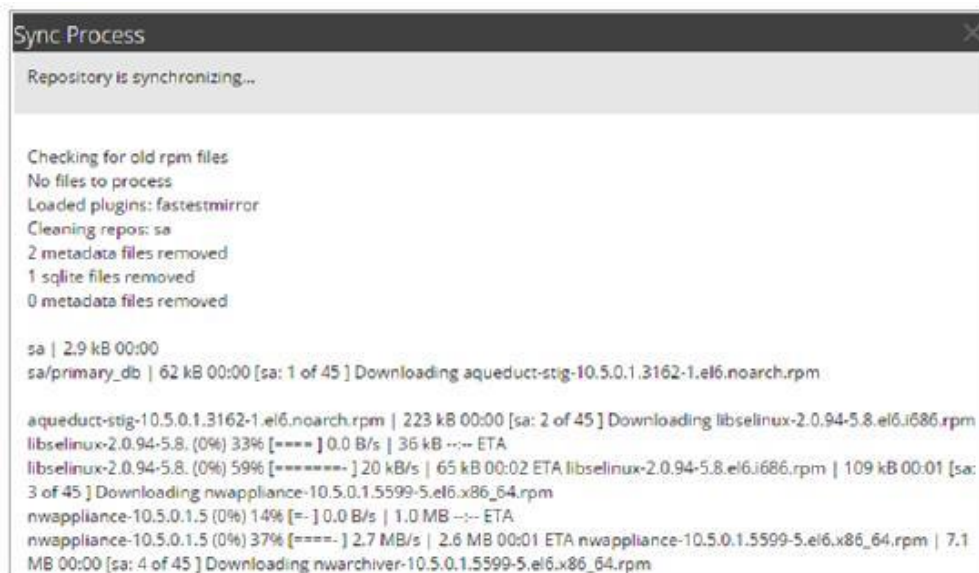 Sync Process
Repository is synchronizing...
Checking for old rpm files
No files to process
Loaded plugins: fastestmirror
Cleaning repos: sa
2 metadata files removed
1 sqlite files removed
0 metadata files removed
sa | 2.9 kB 00:00
sa/primary_db | 62 kB 00:00 [sa: 1 of 45 ] Downloading aqueduct-stig-10.5.0.1.3162-1.el6.noarch.rpm
aqueduct-stig-10.5.0.1.3162-1.el6.noarch.rpm | 223 kB 00:00 [sa: 2 of 45 ] Downloading libselinux-2.0.94-5.8.el6.i686.rpm
libselinux-2.0.94-5.8. (0%) 33% [==== ] 0.0 B/s | 36 kB --:-- ETA
libselinux-2.0.94-5.8. (0%) 59% [=======- ] 20 kB/s | 65 kB 00:02 ETA libselinux-2.0.94-5.8.el6.i686.rpm | 109 kB 00:01 [sa:
3 of 45 ] Downloading nwappliance-10.5.0.1.5599-5.el6.x86_64.rpm
nwappliance-10.5.0.1.5 (0%) 14% [=- ] 0.0 B/s | 1.0 MB --:-- ETA
nwappliance-10.5.0.1.5 (0%) 37% [====- ] 2.7 MB/s | 2.6 MB 00:01 ETA nwappliance-10.5.0.1.5599-5.el6.x86_64.rpm | 7.1
MB 00:00 [sa: 4 of 45 ] Downloading nwarchiver-10.5.0.1.5599-5.el6.x86_64.rpm